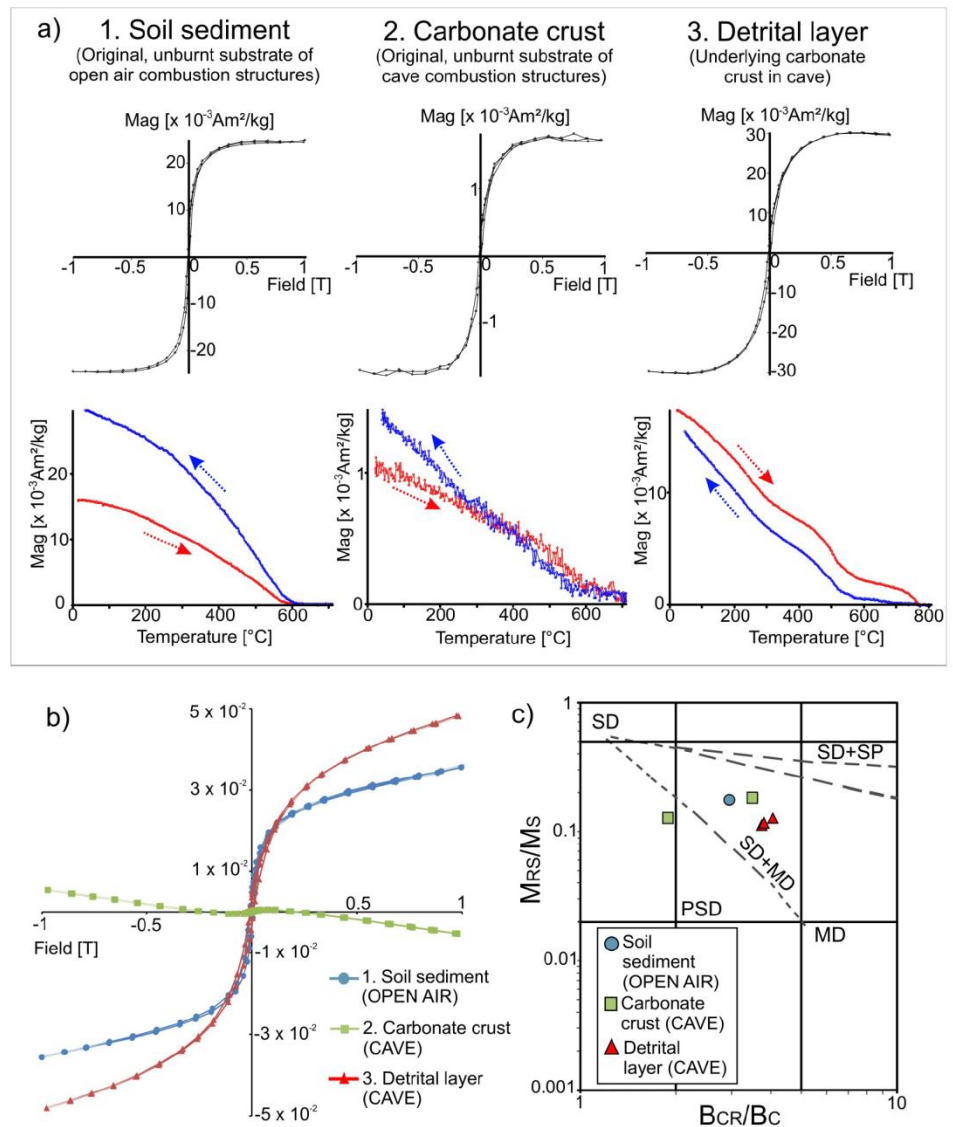 a)
1. Soil sediment
(Original, unburnt substrate of
open air combustion structures)
2. Carbonate crust
(Original, unburnt substrate of
cave combustion structures)
3. Detrital layer
(Underlying carbonate
crust in cave)
Mag [x 10⁻³Am²/kg]
20
10
-1
-0.5
0
0.5
1
Field [T]
-10
-20
Mag [x 10⁻³Am²/kg]
1
-1
-0.5
0
0.5
1
Field [T]
-1
Mag [x 10⁻³Am²/kg]
30
20
10
-1
-0.5
0
0.5
1
Field [T]
-10
-20
-30
Mag [x 10⁻³Am²/kg]
20
10
0
0
200
400
600
Temperature [°C]
Mag [x 10⁻³Am²/kg]
1
0
0
200
400
600
Temperature [°C]
Mag [x 10⁻³Am²/kg]
10
0
0
200
400
600
800
Temperature [°C]
b)
5 x 10⁻²
3 x 10⁻²
1 x 10⁻²
-1
-0.5
0.5
1
Field [T]
-1 x 10⁻²
-3 x 10⁻²
-5 x 10⁻²
1. Soil sediment
(OPEN AIR)
2. Carbonate crust
(CAVE)
3. Detrital layer
(CAVE)
c)
1
0.1
0.01
0.001
MRS/MS
SD
SD+SP
SD+MD
PSD
MD
Soil
sediment
(OPEN AIR)
Carbonate
crust (CAVE)
Detrital
layer (CAVE)
1
10
BCR/BC